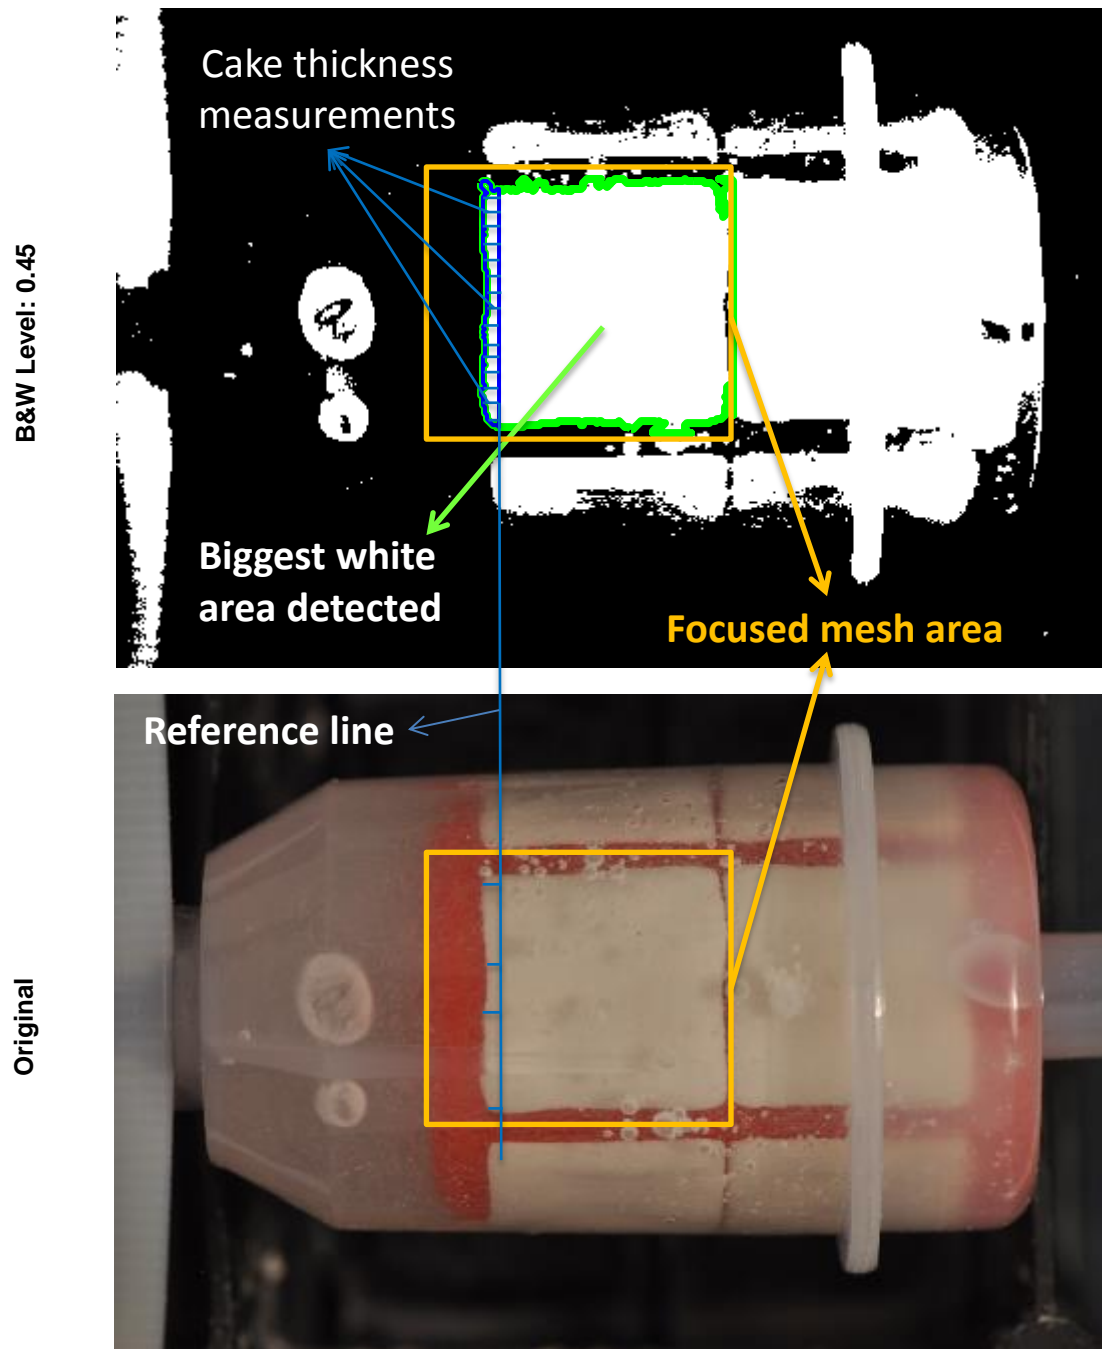 Cake thickness
measurements
B&W Level: 0.45
Biggest white
area detected
Focused mesh area
Reference line
Original